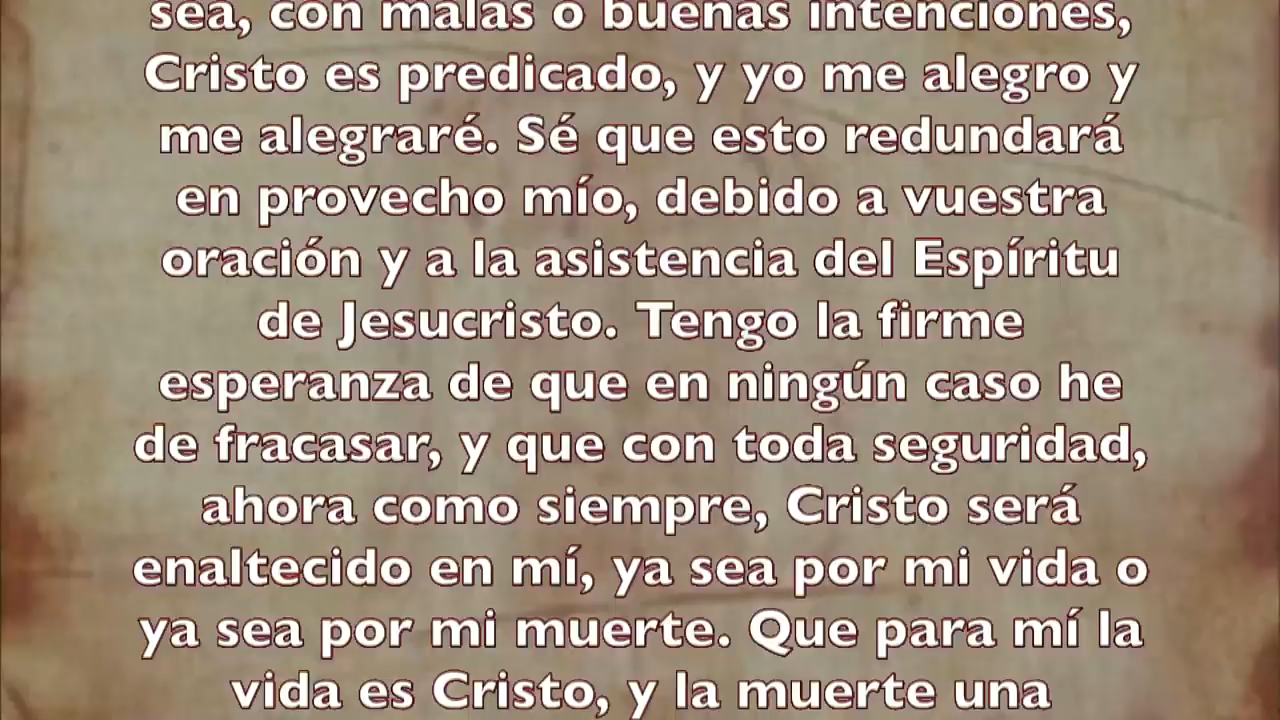 sea, con malas o buenas intenciones,
Cristo es predicado, y yo me alegro y
me alegraré. Sé que esto redundará
en provecho mío, debido a vuestra
oración y a la asistencia del Espíritu
de Jesucristo. Tengo la firme
esperanza de que en ningún caso he
de fracasar, y que con toda seguridad,
ahora como siempre, Cristo será
enaltecido en mí, ya sea por mi vida o
ya sea por mi muerte. Que para mí la
vida es Cristo, y la muerte una